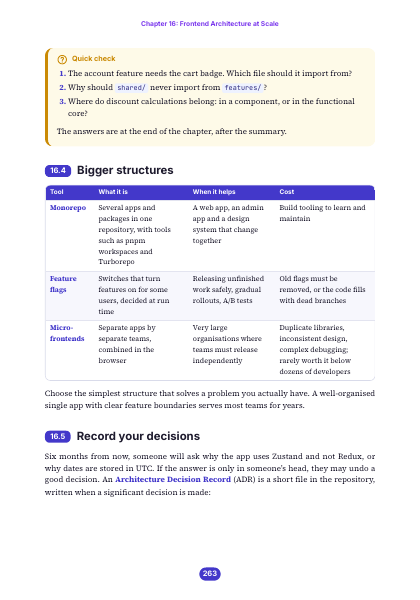 Chapter 16: Frontend Architecture at Scale
Quick check
1. The account feature needs the cart badge. Which file should it import from?
2. Why should shared/ never import from features/?
3. Where do discount calculations belong: in a component, or in the functional
core?
The answers are at the end of the chapter, after the summary.
16.4 Bigger structures
Tool What it is When it helps Cost
Monorepo
Several apps and
packages in one
repository, with tools
such as pnpm
workspaces and
Turborepo
A web app, an admin
app and a design
system that change
together
Build tooling to learn and
maintain
Feature
flags
Switches that turn
features on for some
users, decided at run
time
Releasing unfinished
work safely, gradual
rollouts, A/B tests
Old flags must be
removed, or the code fills
with dead branches
Micro-
frontends
Separate apps by
separate teams,
combined in the
browser
Very large
organisations where
teams must release
independently
Duplicate libraries,
inconsistent design,
complex debugging;
rarely worth it below
dozens of developers
Choose the simplest structure that solves a problem you actually have. A well-organised
single app with clear feature boundaries serves most teams for years.
16.5 Record your decisions
Six months from now, someone will ask why the app uses Zustand and not Redux, or
why dates are stored in UTC. If the answer is only in someone's head, they may undo a
good decision. An Architecture Decision Record (ADR) is a short file in the repository,
written when a significant decision is made:
263